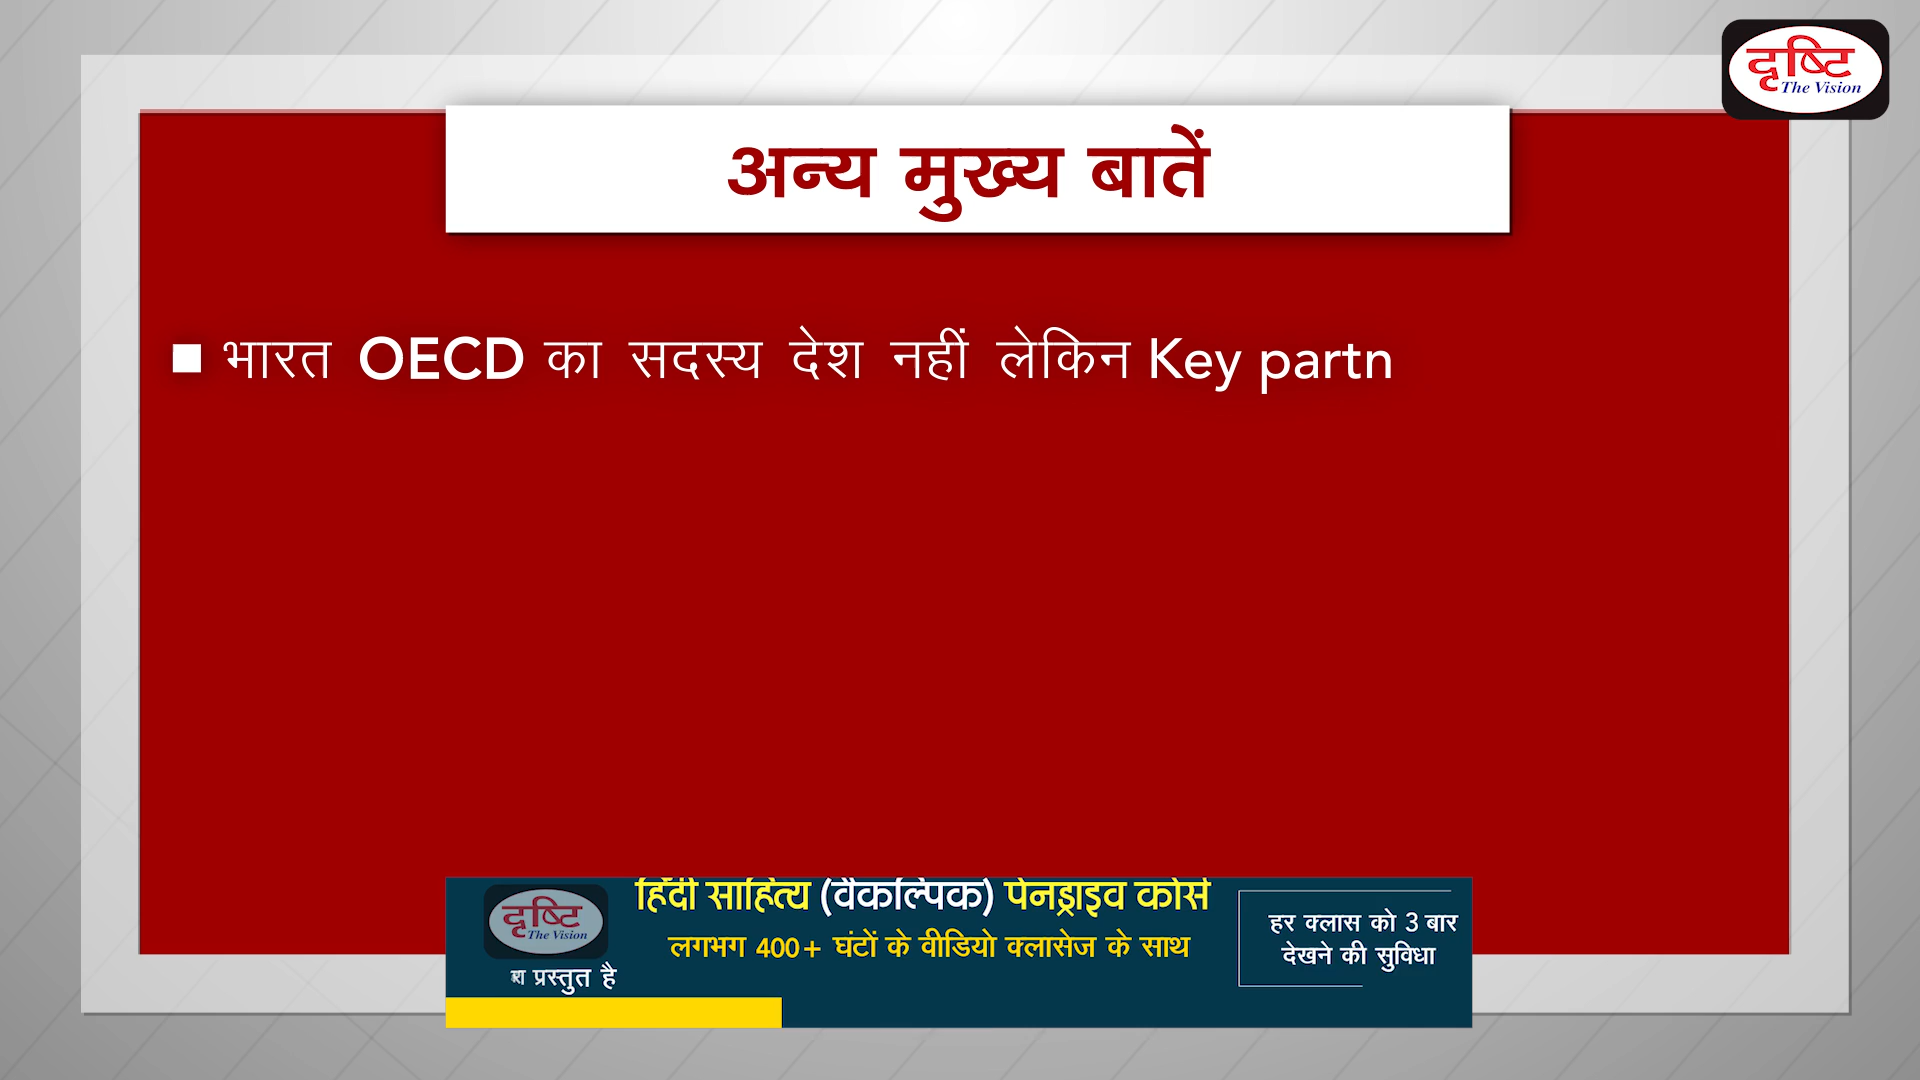 दृष्टि
The Vision
अन्य मुख्य बातें
■ भारत OECD का सदस्य देश नहीं लेकिन Key partn
दृष्टि
The Vision
प्रस्तुत है
हिंदी साहित्य (वैकल्पिक) पेनड्राइव कोर्स
लगभग 400+ घंटों के वीडियो क्लासेज के साथ
हर क्लास को 3 बार
देखने की सुविधा